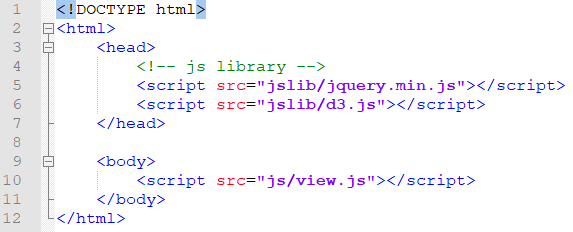 1 <!DOCTYPE html>
2 <html>
3 <head>
4 <!-- js library -->
5 <script src="jslib/jquery.min.js"></script>
6 <script src="jslib/d3.js"></script>
7 </head>
8
9 <body>
10 <script src="js/view.js"></script>
11 </body>
12 </html>